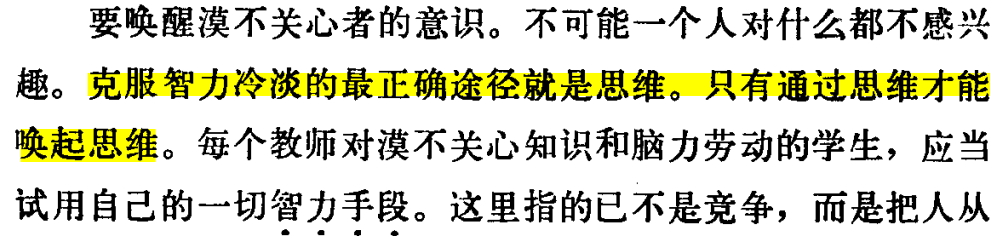 要唤醒漠不关心者的意识。不可能一个人对什么都不感兴
趣。克服智力冷淡的最正确途径就是思维。只有通过思维才能
唤起思维。每个教师对漠不关心知识和脑力劳动的学生，应当
试用自己的一切智力手段。这里指的已不是竞争，而是把人从